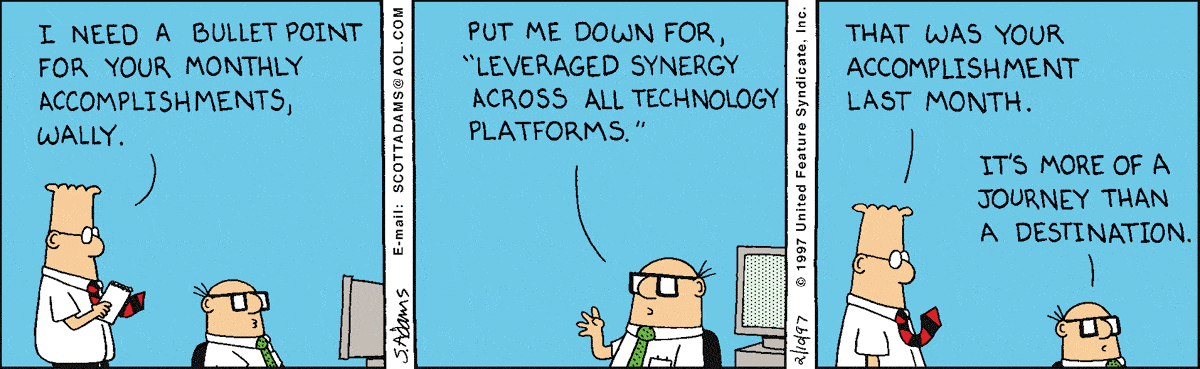 I NEED A BULLET POINT
FOR YOUR MONTHLY
ACCOMPLISHMENTS,
WALLY.
S.Adams
E-mail: SCOTTADAMS@AOL.COM
PUT ME DOWN FOR,
"LEVERAGED SYNERGY
ACROSS ALL TECHNOLOGY
PLATFORMS."
2/10/97
© 1997 United Feature Syndicate, Inc.
THAT WAS YOUR
ACCOMPLISHMENT
LAST MONTH.
IT'S MORE OF A
JOURNEY THAN
A DESTINATION.